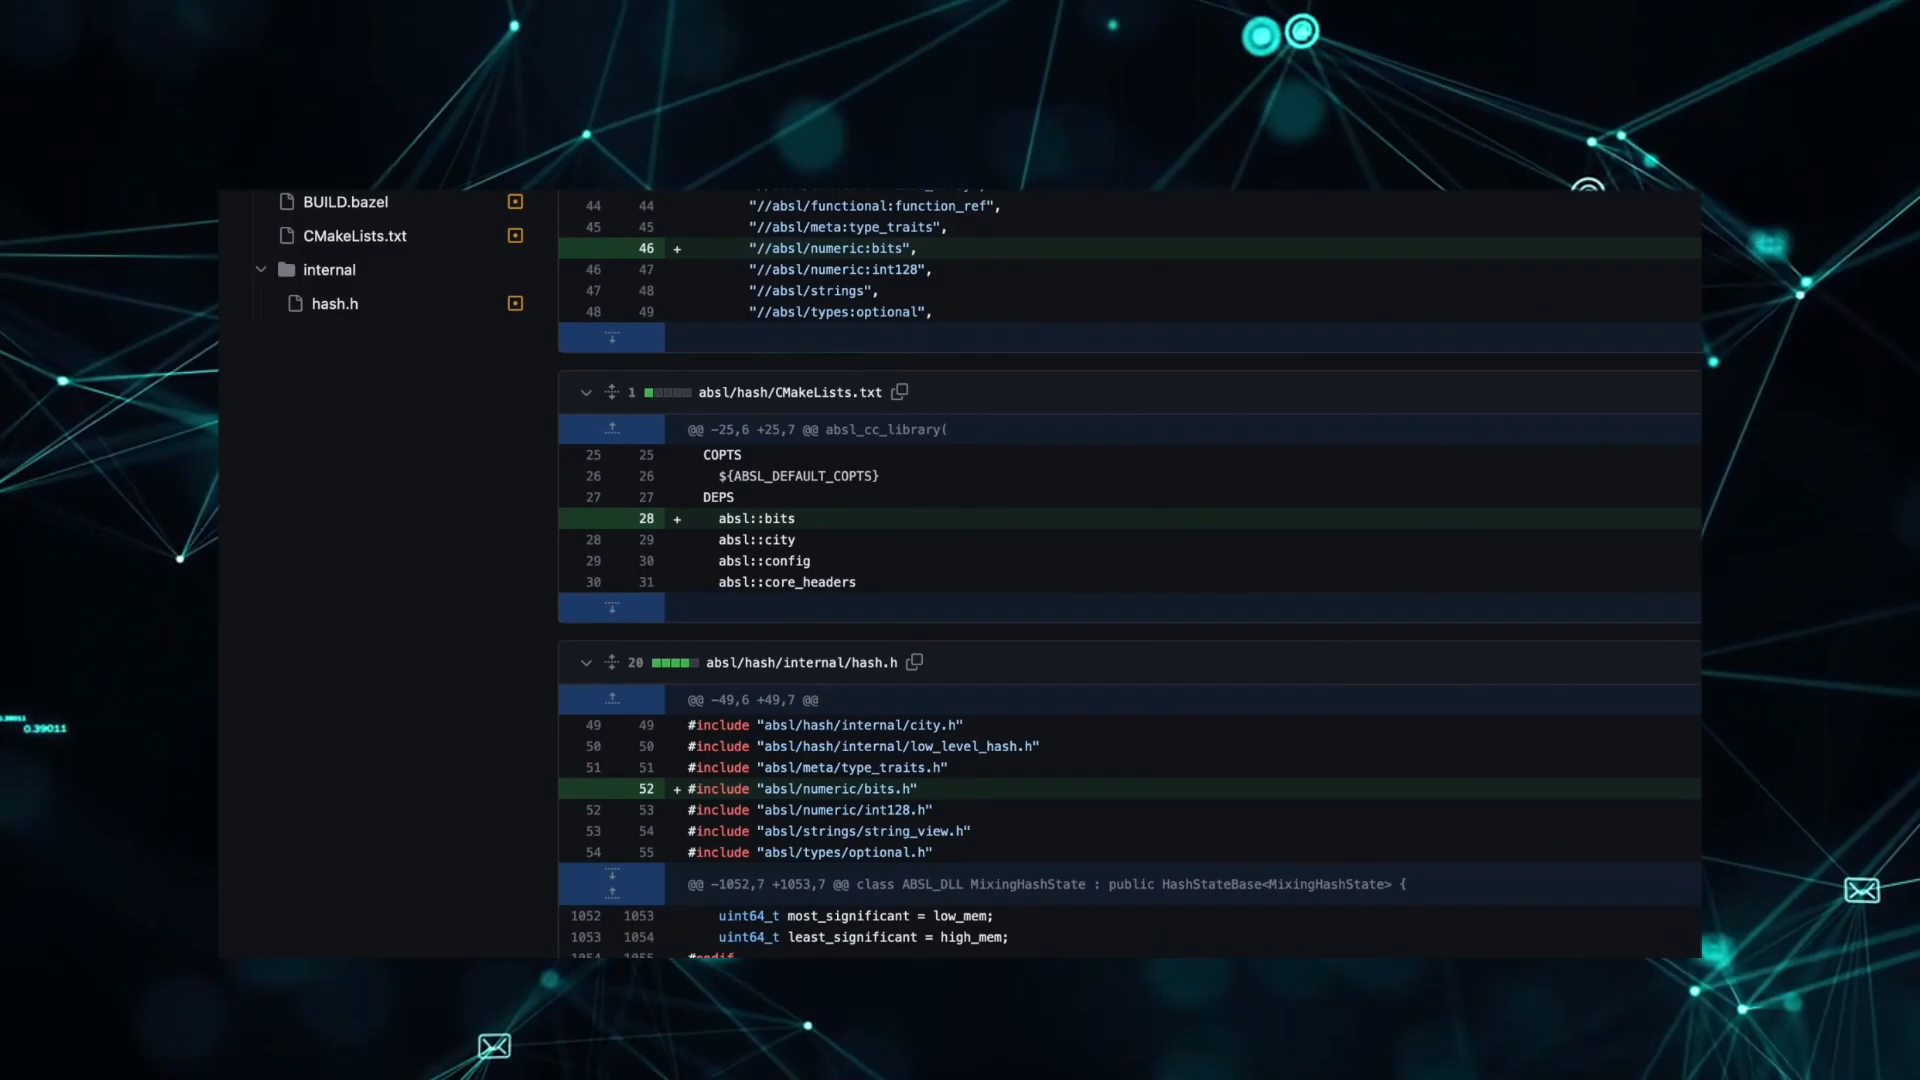 BUILD.bazel
CMakeLists.txt
internal
hash.h
44 44 "//absl/functional:function_ref",
45 45 "//absl/meta:type_traits",
46 + "//absl/numeric:bits",
46 47 "//absl/numeric:int128",
47 48 "//absl/strings",
48 49 "//absl/types:optional",
1 absl/hash/CMakeLists.txt
@@ -25,6 +25,7 @@ absl_cc_library(
25 25 COPTS
26 26 ${ABSL_DEFAULT_COPTS}
27 27 DEPS
28 + absl::bits
28 29 absl::city
29 30 absl::config
30 31 absl::core_headers
20 absl/hash/internal/hash.h
@@ -49,6 +49,7 @@
49 49 #include "absl/hash/internal/city.h"
50 50 #include "absl/hash/internal/low_level_hash.h"
51 51 #include "absl/meta/type_traits.h"
52 + #include "absl/numeric/bits.h"
52 53 #include "absl/numeric/int128.h"
53 54 #include "absl/strings/string_view.h"
54 55 #include "absl/types/optional.h"
@@ -1052,7 +1053,7 @@ class ABSL_DLL MixingHashState : public HashStateBase<MixingHashState> {
1052 1053 uint64_t most_significant = low_mem;
1053 1054 uint64_t least_significant = high_mem;
1054 1055 #endif
0.39011